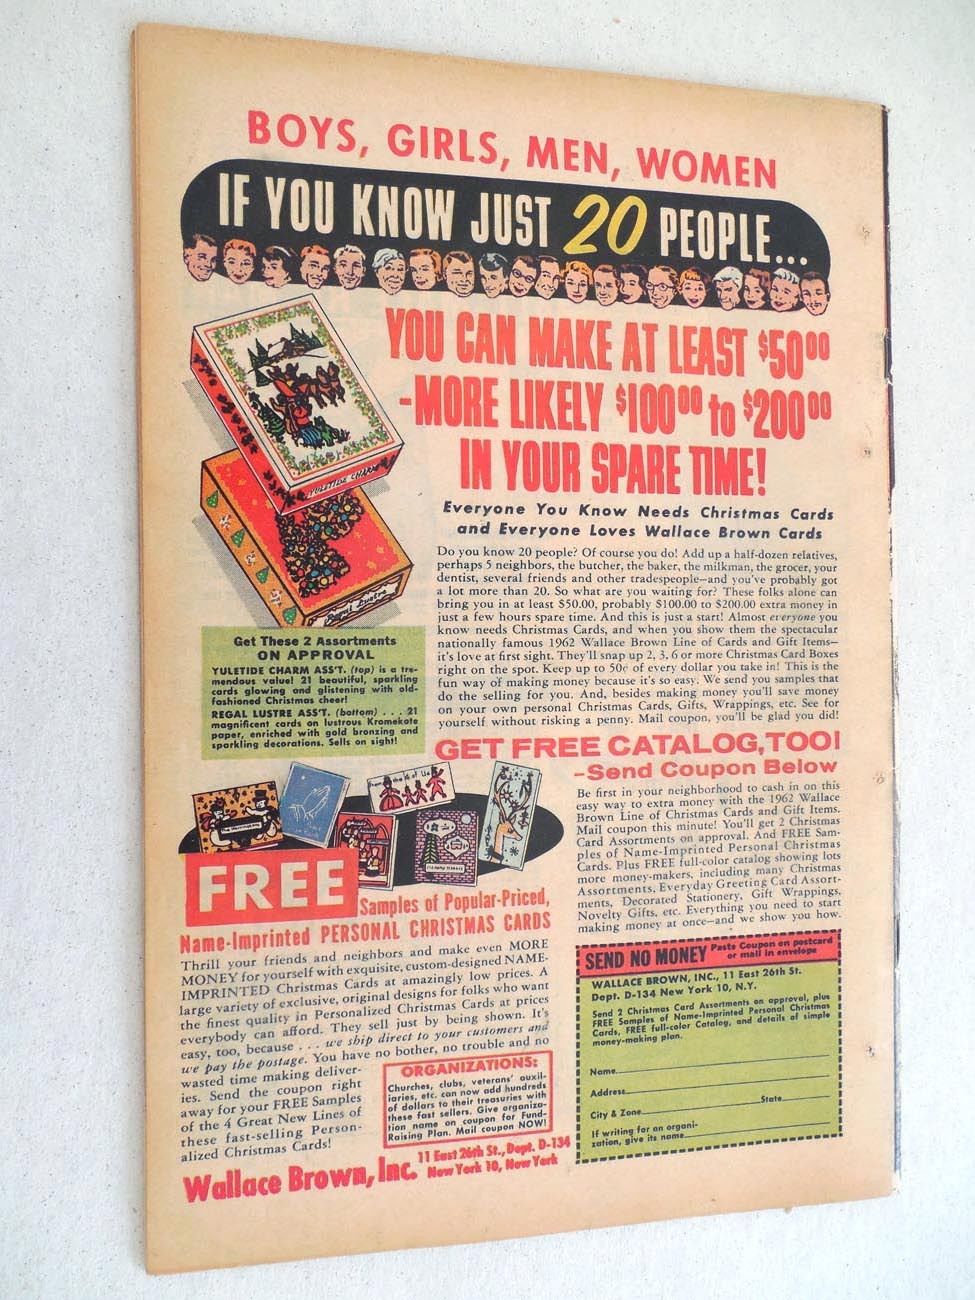 BOYS, GIRLS, MEN, WOMEN
IF YOU KNOW JUST 20 PEOPLE...
YOU CAN MAKE AT LEAST $50⁰⁰
-MORE LIKELY $100⁰⁰ to $200⁰⁰
IN YOUR SPARE TIME!
Everyone You Know Needs Christmas Cards
and Everyone Loves Wallace Brown Cards
Do you know 20 people? Of course you do! Add up a half-dozen relatives,
perhaps 5 neighbors, the butcher, the baker, the milkman, the grocer, your
dentist, several friends and other tradespeople—and you've probably got
a lot more than 20. So what are you waiting for? These folks alone can
bring you in at least $50.00, probably $100.00 to $200.00 extra money in
just a few hours spare time. And this is just a start! Almost everyone you
know needs Christmas Cards, and when you show them the spectacular
nationally famous 1962 Wallace Brown Line of Cards and Gift Items—
it's love at first sight. They'll snap up 2, 3, 6 or more Christmas Card Boxes
right on the spot. Keep up to 50¢ of every dollar you take in! This is the
fun way of making money because it's so easy. We send you samples that
do the selling for you. And, besides making money you'll save money
on your own personal Christmas Cards, Gifts, Wrappings, etc. See for
yourself without risking a penny. Mail coupon, you'll be glad you did!
YULETIDE CHARM
Regal Lustre
Get These 2 Assortments
ON APPROVAL
YULETIDE CHARM ASS'T. (top) is a tre-
mendous value! 21 beautiful, sparkling
cards glowing and glistening with old-
fashioned Christmas cheer!
REGAL LUSTRE ASS'T. (bottom) . . . 21
magnificent cards on lustrous Kromekote
paper, enriched with gold bronzing and
sparkling decorations. Sells on sight!
GET FREE CATALOG, TOO!
-Send Coupon Below
Be first in your neighborhood to cash in on this
easy way to extra money with the 1962 Wallace
Brown Line of Christmas Cards and Gift Items.
Mail coupon this minute! You'll get 2 Christmas
Card Assortments on approval. And FREE Sam-
ples of Name-Imprinted Personal Christmas
Cards. Plus FREE full-color catalog showing lots
more money-makers, including many Christmas
Assortments, Everyday Greeting Card Assort-
ments, Decorated Stationery, Gift Wrappings,
Novelty Gifts, etc. Everything you need to start
making money at once—and we show you how.
From the 4 of Us
FREE
Samples of Popular-Priced,
Name-Imprinted PERSONAL CHRISTMAS CARDS
Thrill your friends and neighbors and make even MORE
MONEY for yourself with exquisite, custom-designed NAME-
IMPRINTED Christmas Cards at amazingly low prices. A
large variety of exclusive, original designs for folks who want
the finest quality in Personalized Christmas Cards at prices
everybody can afford. They sell just by being shown. It's
easy, too, because . . . we ship direct to your customers and
we pay the postage. You have no bother, no trouble and no
wasted time making deliver-
ies. Send the coupon right
away for your FREE Samples
of the 4 Great New Lines of
these fast-selling Person-
alized Christmas Cards!
ORGANIZATIONS:
Churches, clubs, veterans' auxil-
iaries, etc. can now add hundreds
of dollars to their treasuries with
these fast sellers. Give organiza-
tion name on coupon for Fund-
Raising Plan. Mail coupon NOW!
Wallace Brown, Inc. 11 East 26th St., Dept. D-134
New York 10, New York
SEND NO MONEY Paste Coupon on postcard
or mail in envelope
WALLACE BROWN, INC., 11 East 26th St.
Dept. D-134 New York 10, N.Y.
Send 2 Christmas Card Assortments on approval, plus
FREE Samples of Name-Imprinted Personal Christmas
Cards, FREE full-color Catalog, and details of simple
money-making plan.
Name
Address
City & Zone State
If writing for an organi-
zation, give its name